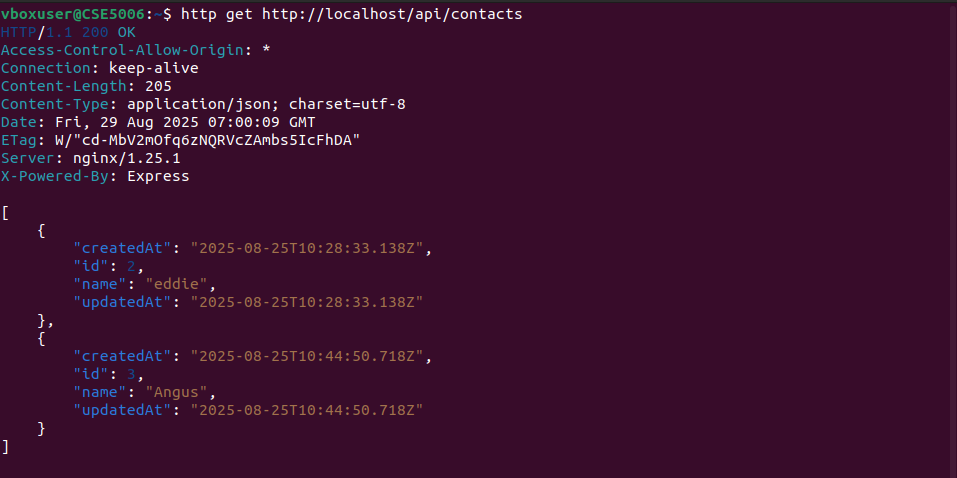 vboxuser@CSE5006:~$ http get http://localhost/api/contacts
HTTP/1.1 200 OK
Access-Control-Allow-Origin: *
Connection: keep-alive
Content-Length: 205
Content-Type: application/json; charset=utf-8
Date: Fri, 29 Aug 2025 07:00:09 GMT
ETag: W/"cd-MbV2mOfq6zNQRVcZAmbs5IcFhDA"
Server: nginx/1.25.1
X-Powered-By: Express

[
    {
        "createdAt": "2025-08-25T10:28:33.138Z",
        "id": 2,
        "name": "eddie",
        "updatedAt": "2025-08-25T10:28:33.138Z"
    },
    {
        "createdAt": "2025-08-25T10:44:50.718Z",
        "id": 3,
        "name": "Angus",
        "updatedAt": "2025-08-25T10:44:50.718Z"
    }
]